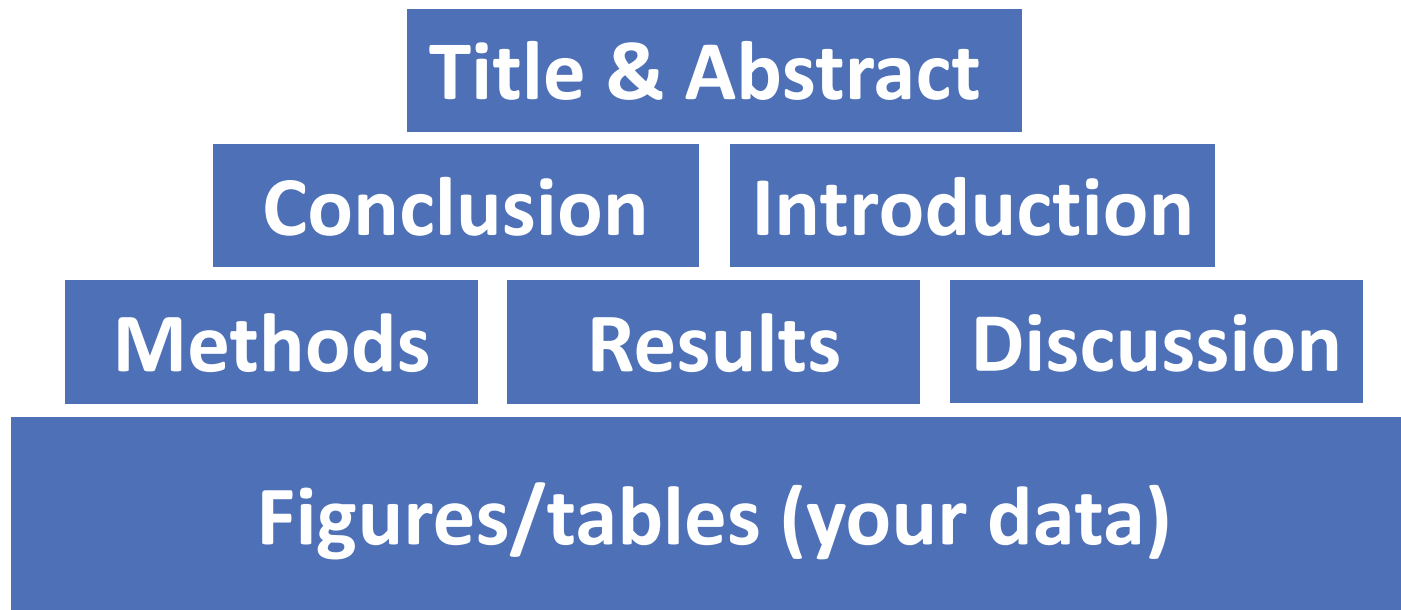 Title & Abstract
Conclusion
Introduction
Methods
Results
Discussion
Figures/tables (your data)